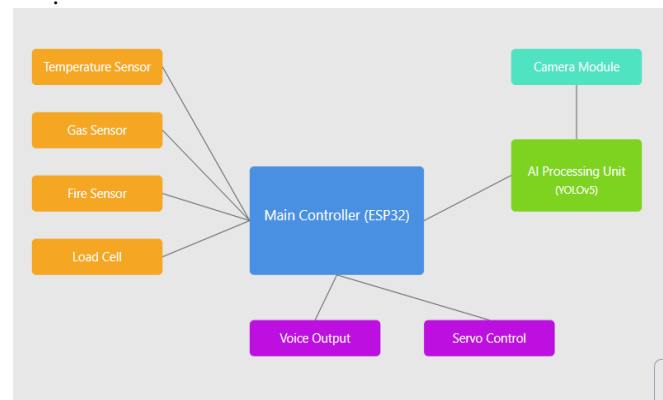 Temperature Sensor
Camera Module
Gas Sensor
AI Processing Unit
(YOLOv5)
Fire Sensor
Main Controller (ESP32)
Load Cell
Voice Output
Servo Control